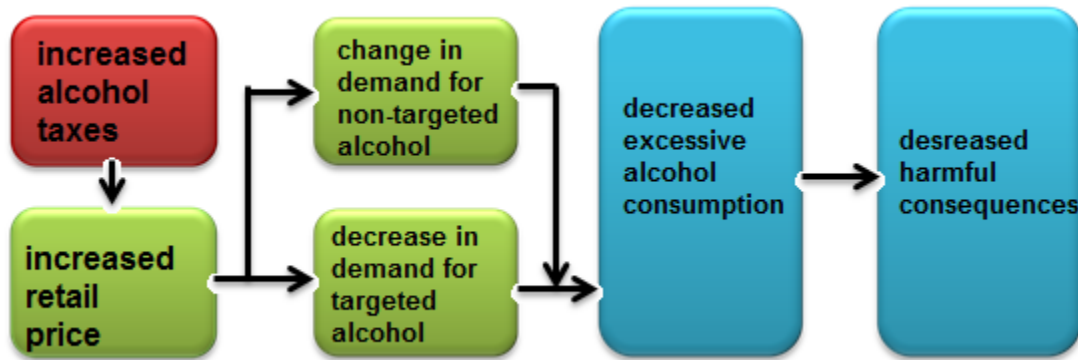 increased
alcohol
taxes
increased
retail
price
change in
demand for
non-targeted
alcohol
decrease in
demand for
targeted
alcohol
decreased
excessive
alcohol
consumption
desreased
harmful
consequences